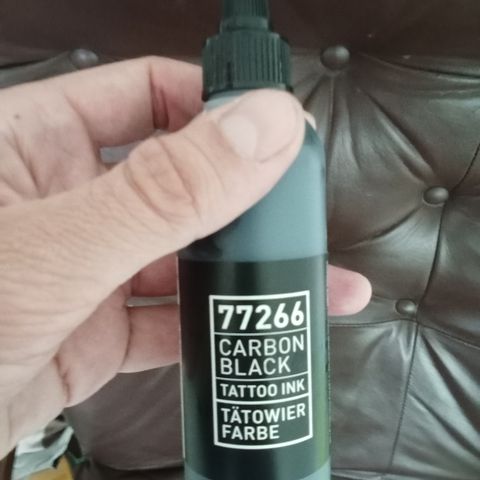 77266
CARBON
BLACK
TATTOO INK
TÄTOWIER
FARBE